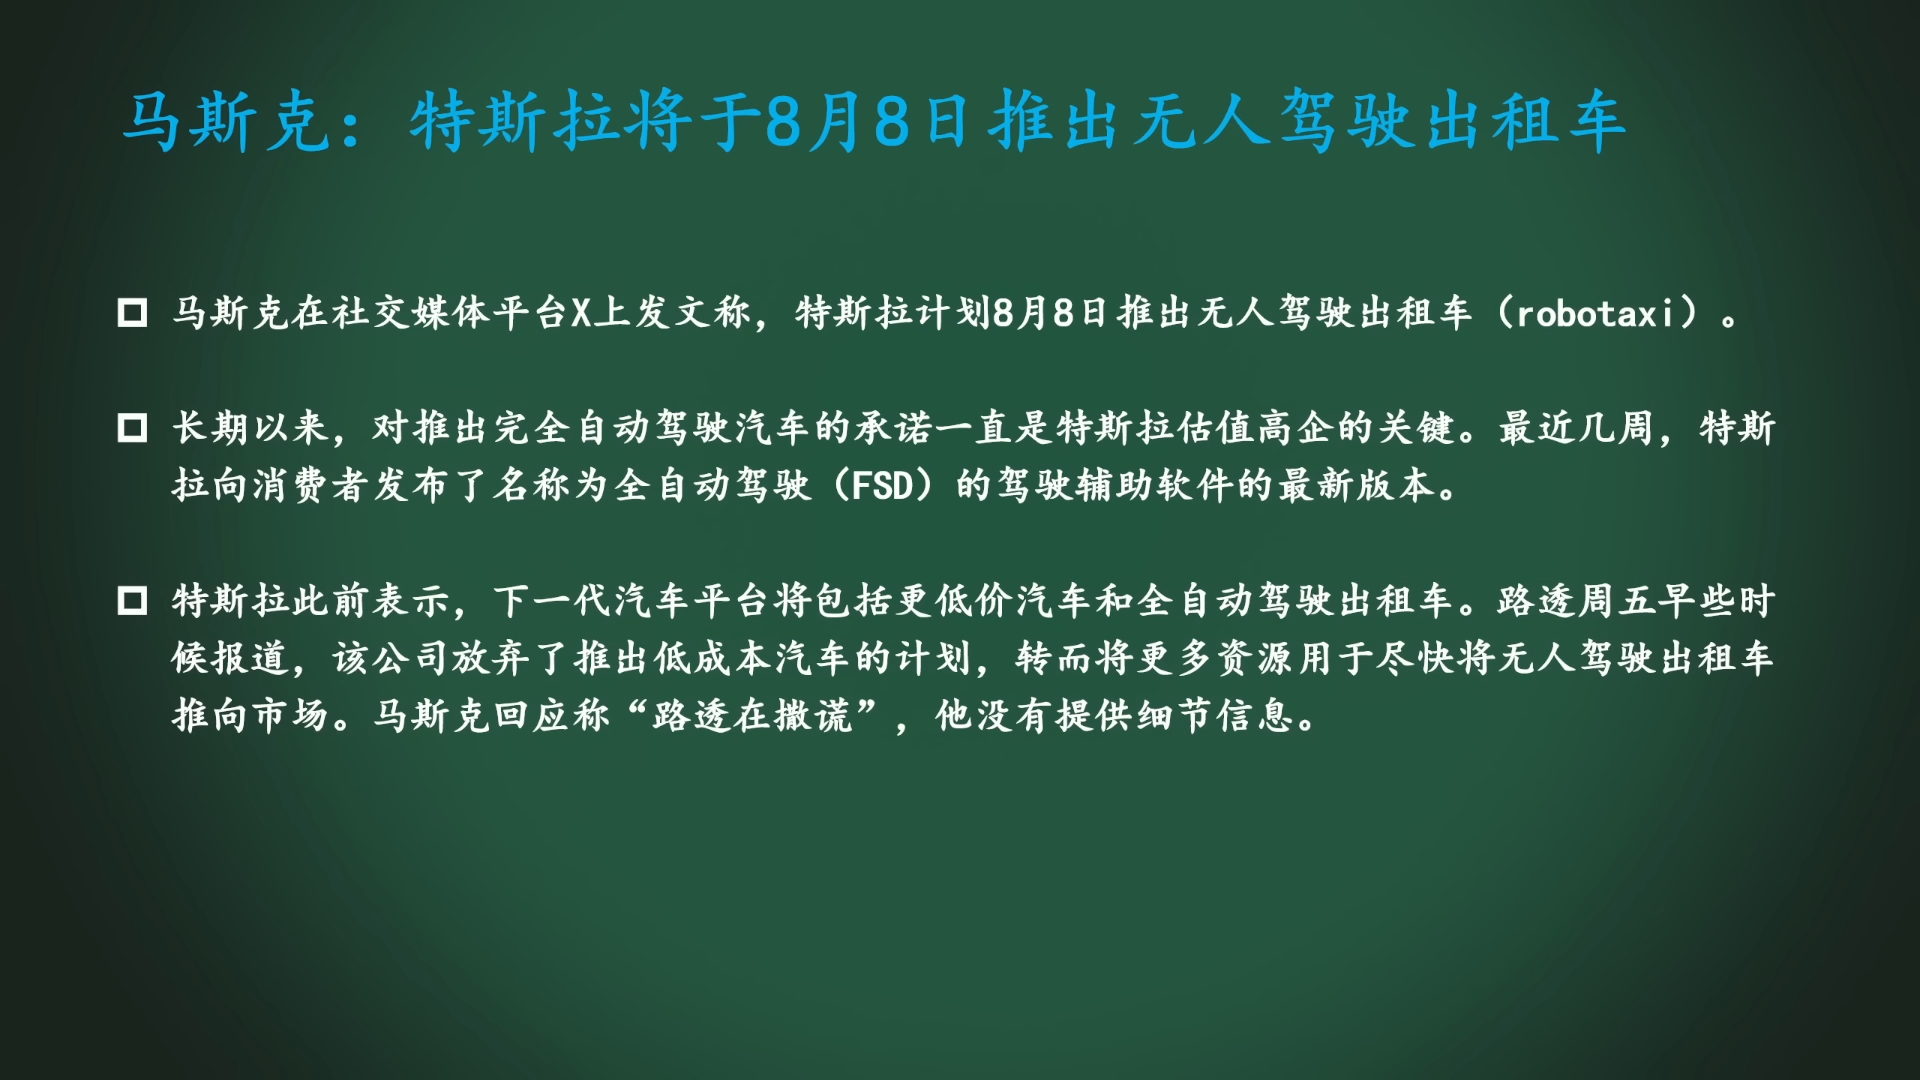 马斯克：特斯拉将于8月8日推出无人驾驶出租车
马斯克在社交媒体平台X上发文称，特斯拉计划8月8日推出无人驾驶出租车（robotaxi）。
长期以来，对推出完全自动驾驶汽车的承诺一直是特斯拉估值高企的关键。最近几周，特斯
拉向消费者发布了名称为全自动驾驶（FSD）的驾驶辅助软件的最新版本。
特斯拉此前表示，下一代汽车平台将包括更低价汽车和全自动驾驶出租车。路透周五早些时
候报道，该公司放弃了推出低成本汽车的计划，转而将更多资源用于尽快将无人驾驶出租车
推向市场。马斯克回应称“路透在撒谎”，他没有提供细节信息。